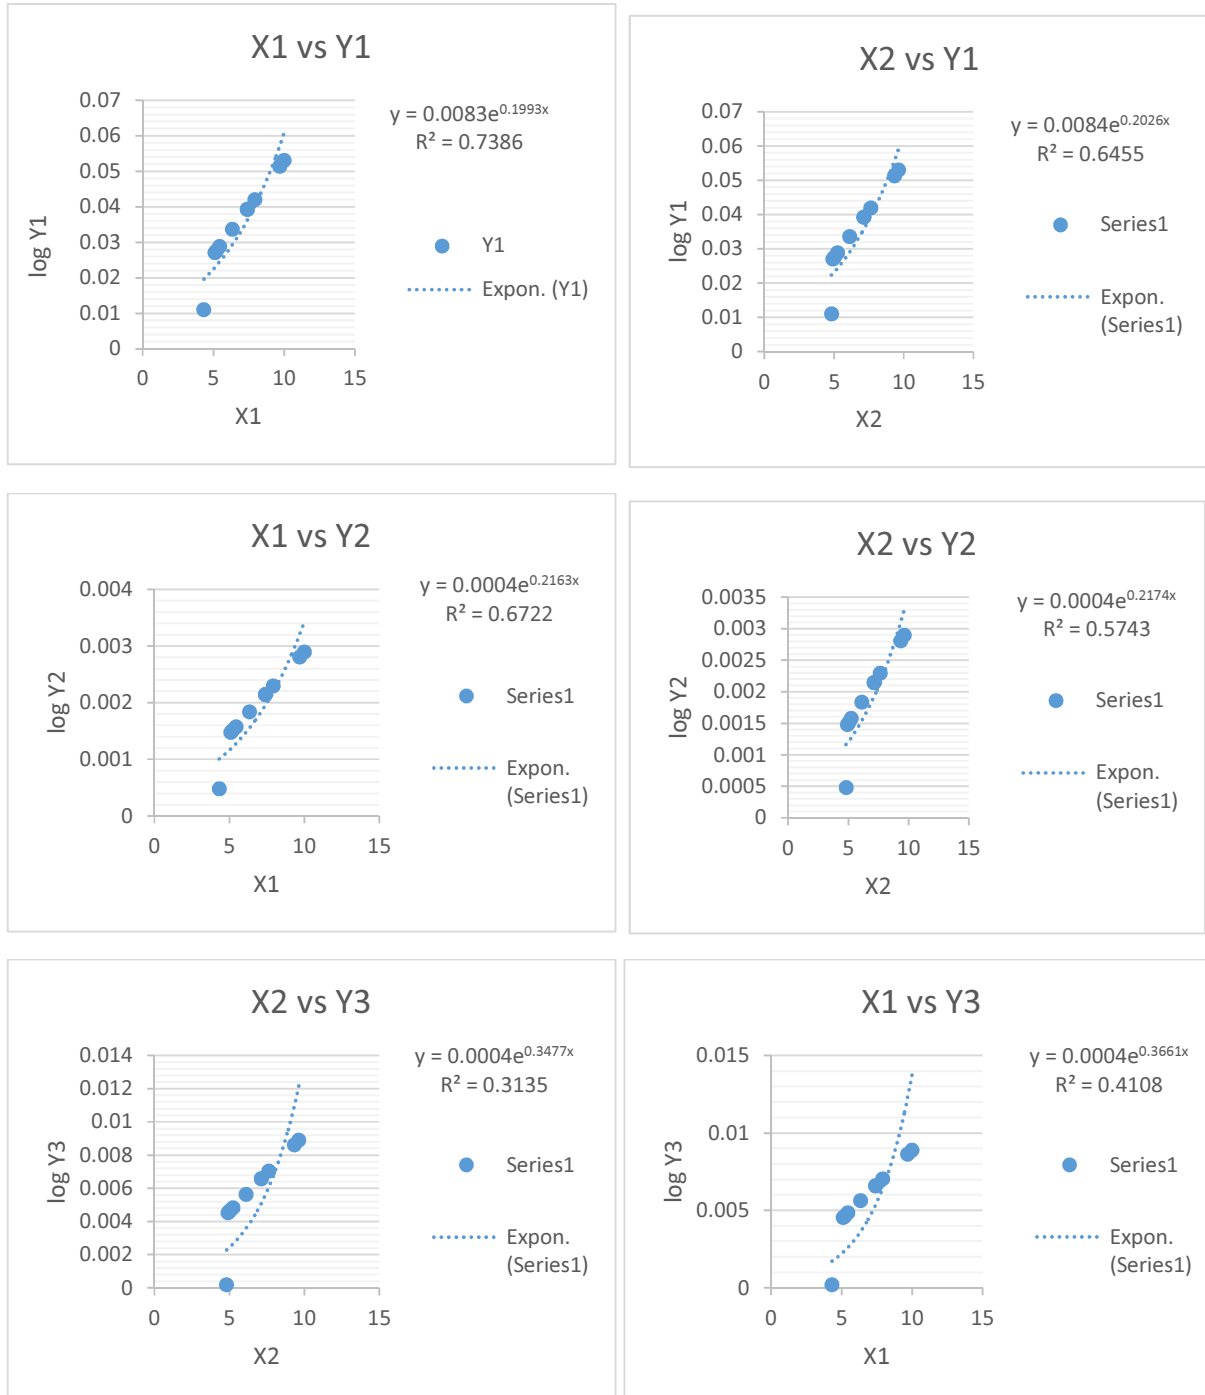 X1 vs Y1
y = 0.0083e^0.1993x
R² = 0.7386
0.07
0.06
0.05
0.04
0.03
0.02
0.01
0
log Y1
0 5 10 15
X1
Y1
Expon. (Y1)
X2 vs Y1
y = 0.0084e^0.2026x
R² = 0.6455
0.07
0.06
0.05
0.04
0.03
0.02
0.01
0
log Y1
0 5 10 15
X2
Series1
Expon.
(Series1)
X1 vs Y2
y = 0.0004e^0.2163x
R² = 0.6722
0.004
0.003
0.002
0.001
0
log Y2
0 5 10 15
X1
Series1
Expon.
(Series1)
X2 vs Y2
y = 0.0004e^0.2174x
R² = 0.5743
0.0035
0.003
0.0025
0.002
0.0015
0.001
0.0005
0
log Y2
0 5 10 15
X2
Series1
Expon.
(Series1)
X2 vs Y3
y = 0.0004e^0.3477x
R² = 0.3135
0.014
0.012
0.01
0.008
0.006
0.004
0.002
0
log Y3
0 5 10 15
X2
Series1
Expon.
(Series1)
X1 vs Y3
y = 0.0004e^0.3661x
R² = 0.4108
0.015
0.01
0.005
0
log Y3
0 5 10 15
X1
Series1
Expon.
(Series1)